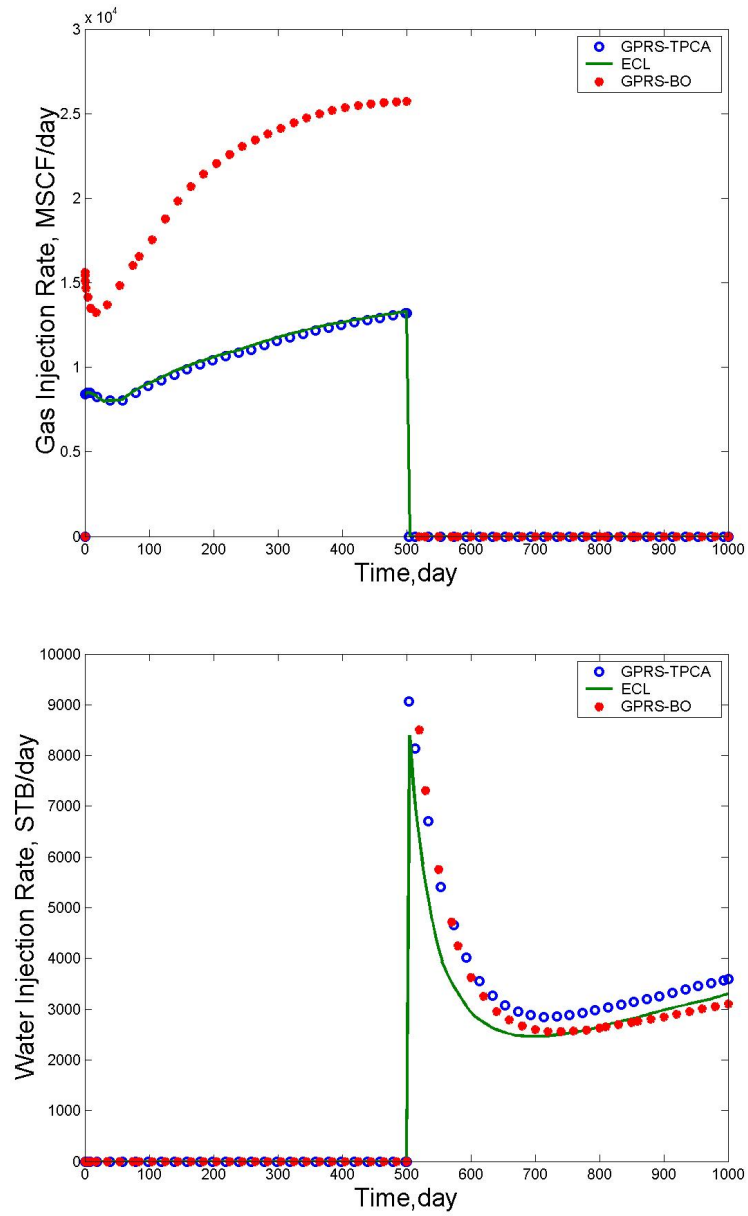 3 x 10⁴
GPRS-TPCA
ECL
GPRS-BO
2.5
2
1.5
1
0.5
0
Gas Injection Rate, MSCF/day
0 100 200 300 400 500 600 700 800 900 1000
Time,day
10000
GPRS-TPCA
ECL
GPRS-BO
9000
8000
7000
6000
5000
4000
3000
2000
1000
0
Water Injection Rate, STB/day
0 100 200 300 400 500 600 700 800 900 1000
Time,day